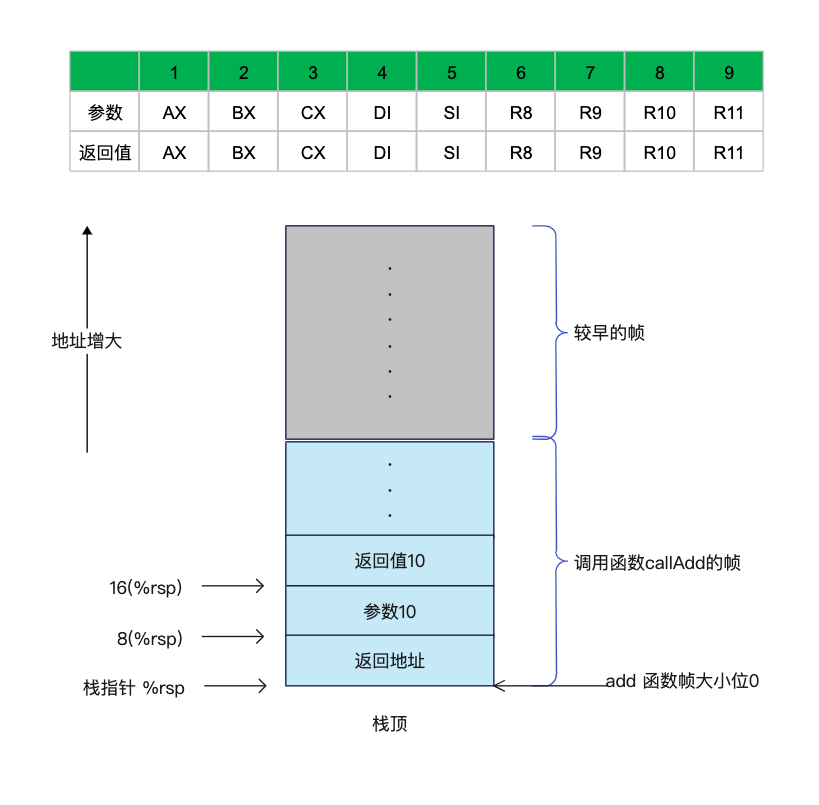 1 2 3 4 5 6 7 8 9
参数 AX BX CX DI SI R8 R9 R10 R11
返回值 AX BX CX DI SI R8 R9 R10 R11
较早的帧
地址增大
返回值10
调用函数callAdd的帧
16(%rsp)
参数10
8(%rsp)
返回地址
栈指针 %rsp
add 函数帧大小位0
栈顶